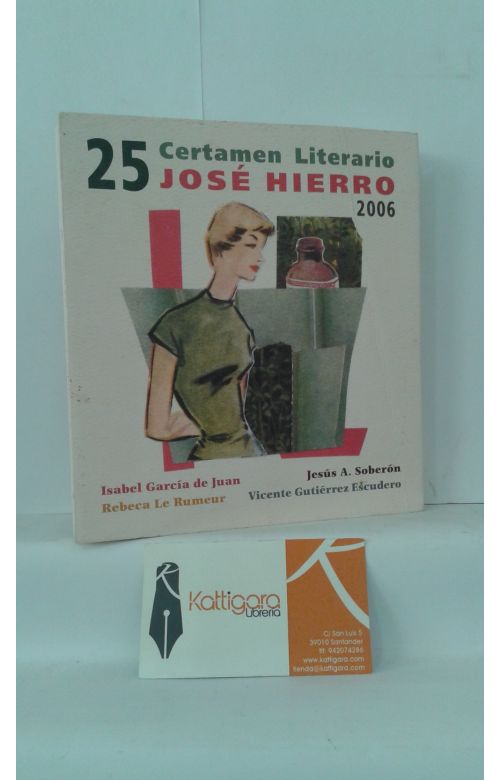 25 Certamen Literario
JOSÉ HIERRO
2006
Isabel García de Juan
Rebeca Le Rumeur
Jesús A. Soberón
Vicente Gutiérrez Escudero
Kattigara
Librería
C/ San Luis 5
39010 Santander
tlf: 942074286
www.kattigara.com
tienda@kattigara.com